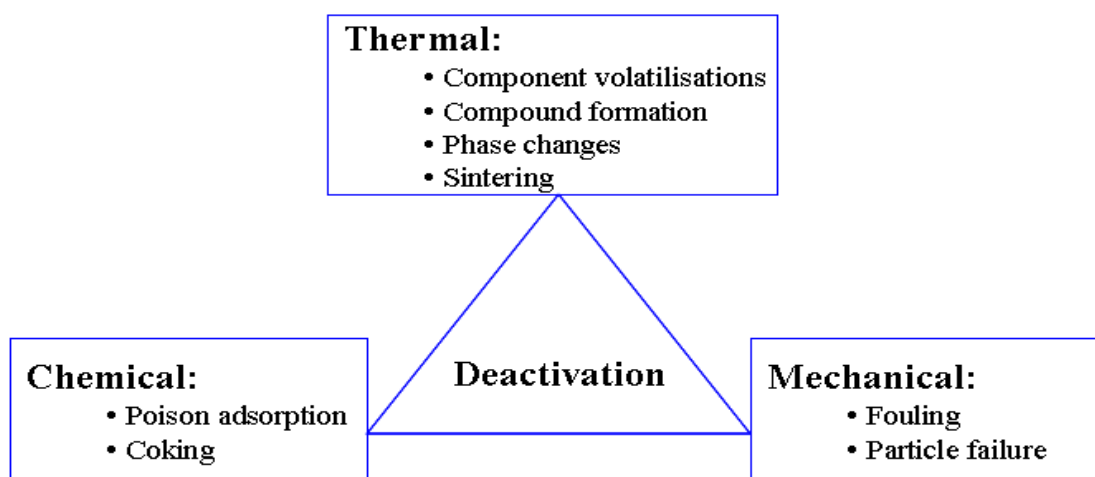 Thermal:
• Component volatilisations
• Compound formation
• Phase changes
• Sintering
Deactivation
Chemical:
• Poison adsorption
• Coking
Mechanical:
• Fouling
• Particle failure